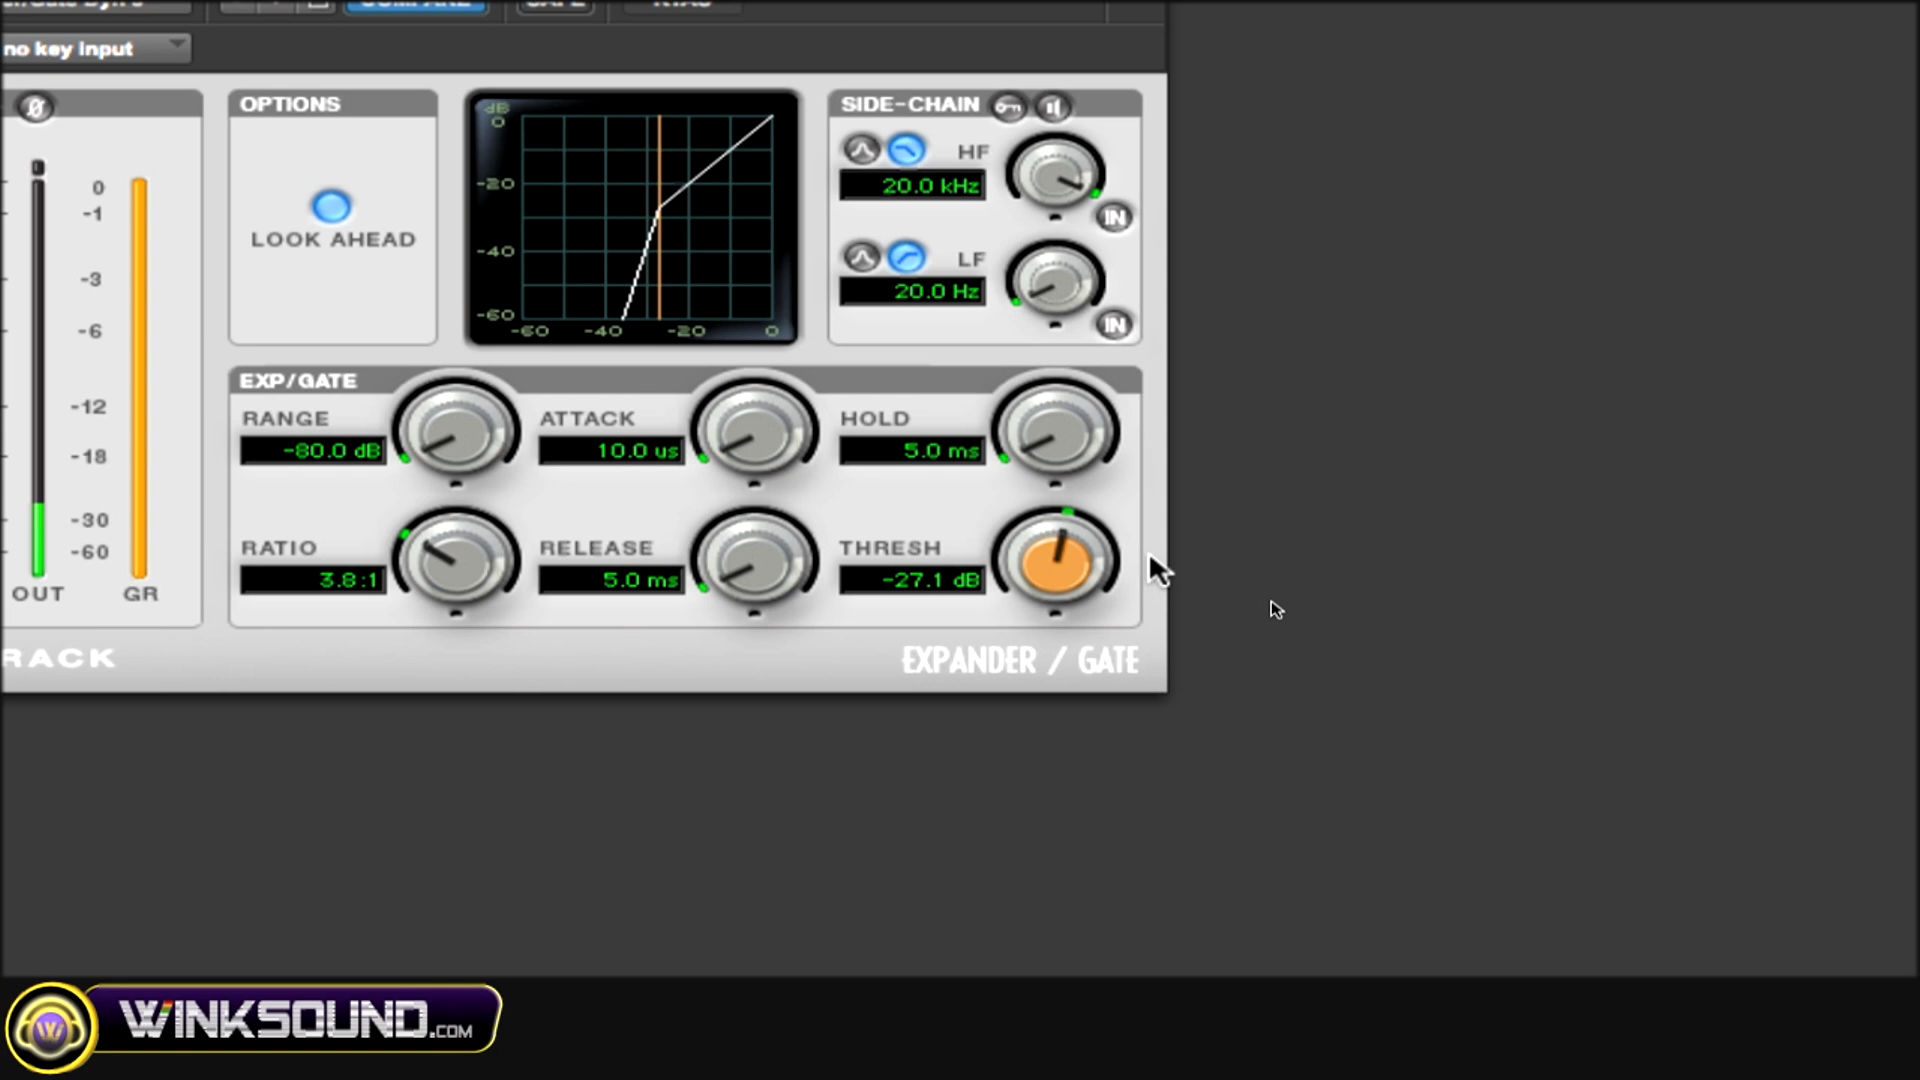 COMPARE
no key input
OPTIONS
LOOK AHEAD
dB
0
-20
-40
-60
-60 -40 -20 0
SIDE-CHAIN
HF
20.0 kHz
IN
LF
20.0 Hz
IN
0
-1
-3
-6
-12
-18
-30
-60
OUT GR
EXP/GATE
RANGE
-80.0 dB
ATTACK
10.0 us
HOLD
5.0 ms
RATIO
3.8:1
RELEASE
5.0 ms
THRESH
-27.1 dB
RACK
EXPANDER / GATE
WINKSOUND.COM